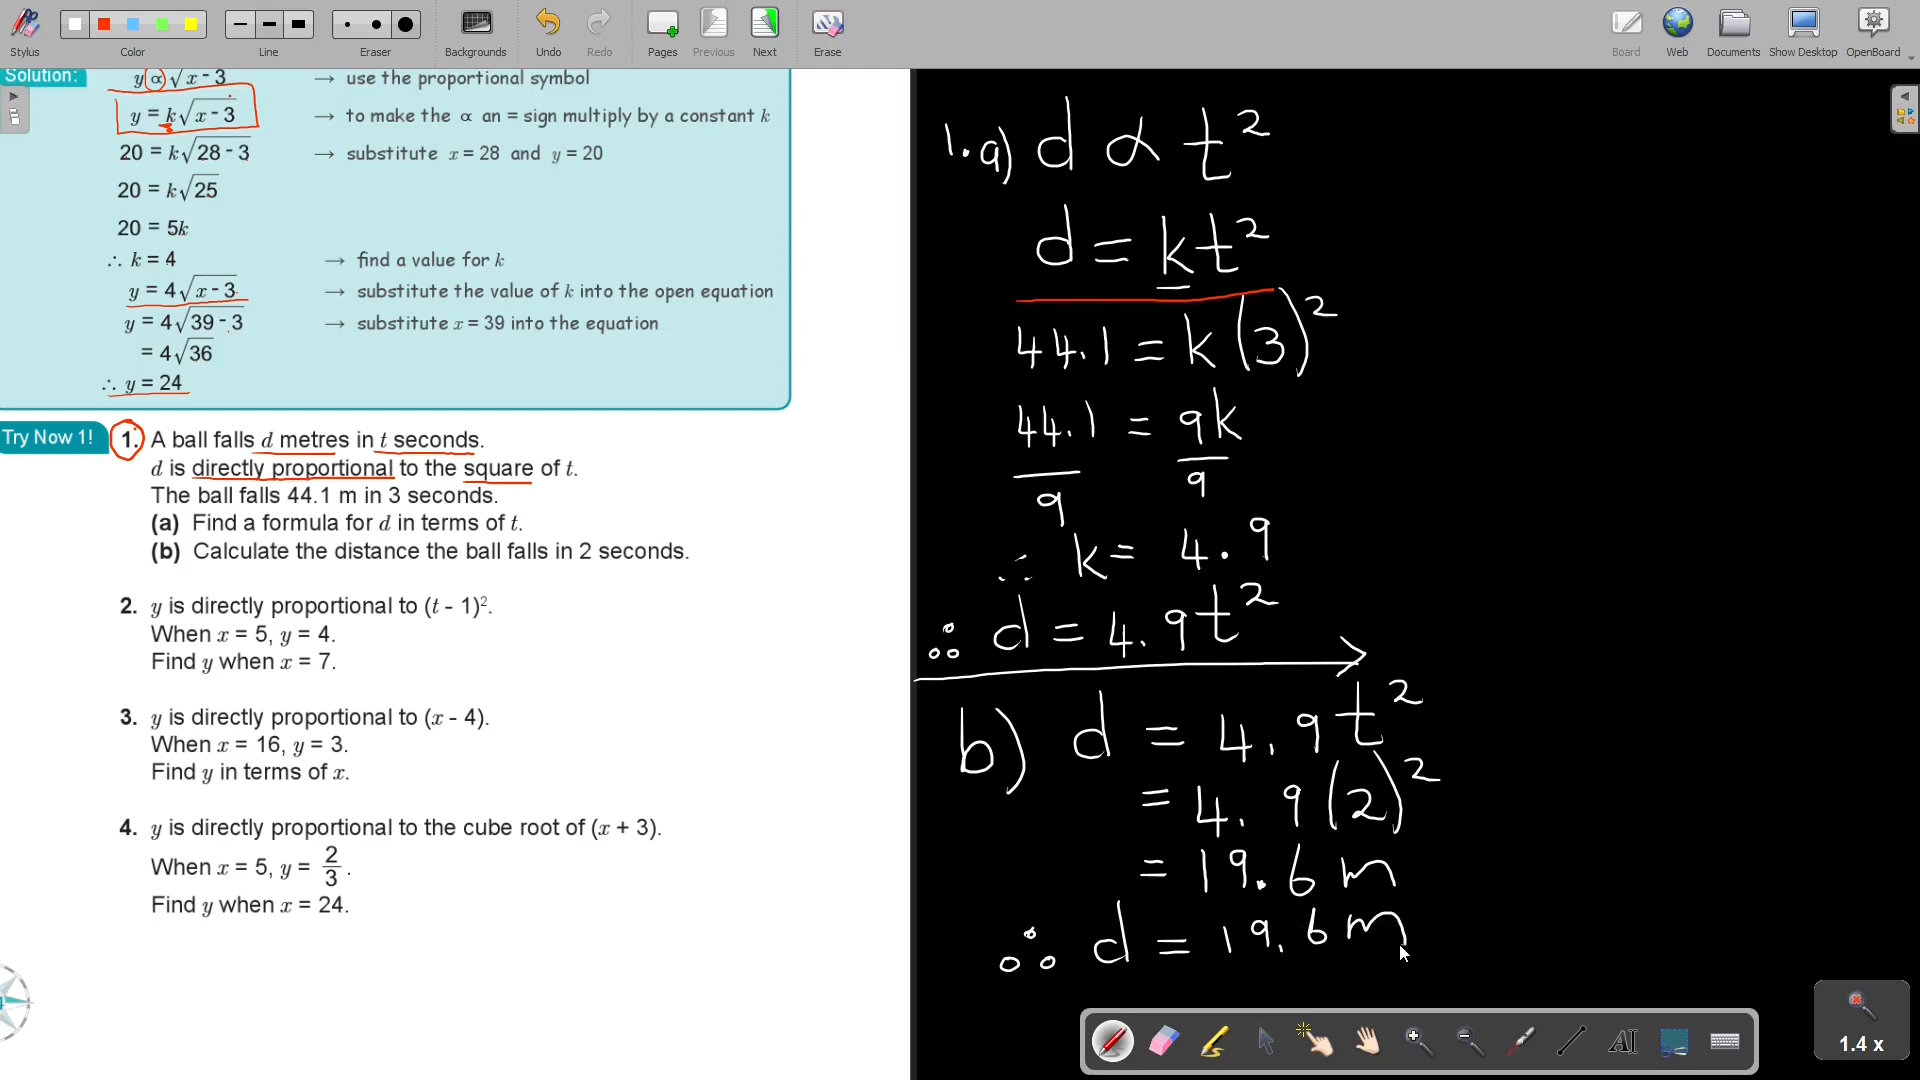 Stylus Color Line Eraser Backgrounds Undo Redo Pages Previous Next Erase Board Web Documents Show Desktop OpenBoard
Solution: y ∝ √x - 3 → use the proportional symbol
y = k√x - 3 → to make the ∝ an = sign multiply by a constant k
20 = k√28 - 3 → substitute x = 28 and y = 20
20 = k√25
20 = 5k
∴ k = 4 → find a value for k
y = 4√x - 3 → substitute the value of k into the open equation
y = 4√39 - 3 → substitute x = 39 into the equation
= 4√36
∴ y = 24
Try Now 1! 1. A ball falls d metres in t seconds.
d is directly proportional to the square of t.
The ball falls 44.1 m in 3 seconds.
(a) Find a formula for d in terms of t.
(b) Calculate the distance the ball falls in 2 seconds.
2. y is directly proportional to (t - 1)².
When x = 5, y = 4.
Find y when x = 7.
3. y is directly proportional to (x - 4).
When x = 16, y = 3.
Find y in terms of x.
4. y is directly proportional to the cube root of (x + 3).
When x = 5, y = 2/3.
Find y when x = 24.
1.a) d ∝ t²
d = kt²
44.1 = k(3)²
44.1 = 9k
9 9
∴ k = 4.9
∴ d = 4.9t²
b) d = 4.9t²
= 4.9(2)²
= 19.6 m
∴ d = 19.6 m
1.4 x